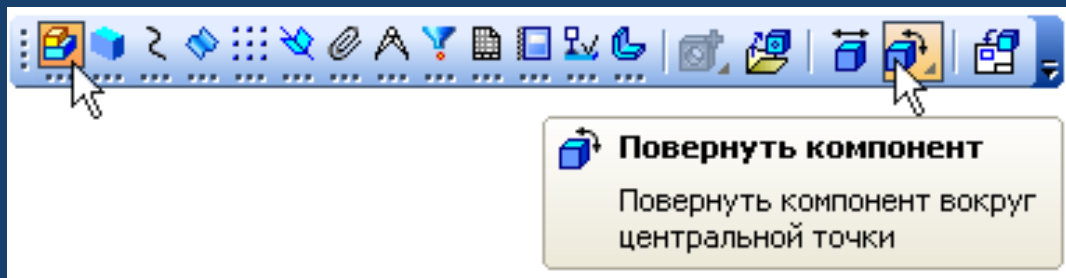 Повернуть компонент
Повернуть компонент вокруг
центральной точки